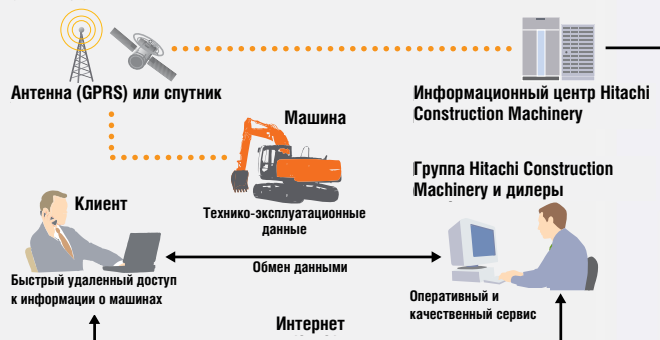 Антенна (GPRS) или спутник
Информационный центр Hitachi
Construction Machinery
Машина
Группа Hitachi Construction
Machinery и дилеры
Клиент
Технико-эксплуатационные
данные
Обмен данными
Быстрый удаленный доступ
к информации о машинах
Оперативный и
качественный сервис
Интернет